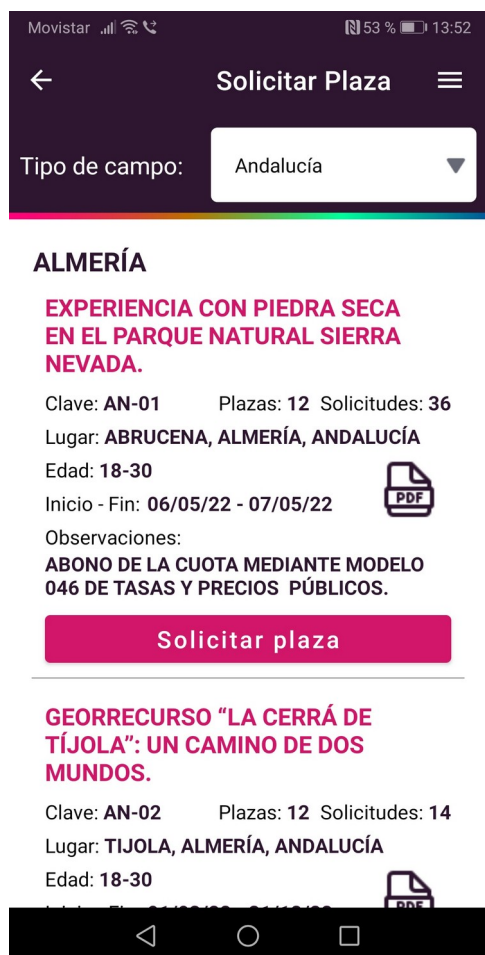 Movistar 53 % 13:52
Solicitar Plaza
Tipo de campo: Andalucía
ALMERÍA
EXPERIENCIA CON PIEDRA SECA
EN EL PARQUE NATURAL SIERRA
NEVADA.
Clave: AN-01 Plazas: 12 Solicitudes: 36
Lugar: ABRUCENA, ALMERÍA, ANDALUCÍA
Edad: 18-30
PDF
Inicio - Fin: 06/05/22 - 07/05/22
Observaciones:
ABONO DE LA CUOTA MEDIANTE MODELO
046 DE TASAS Y PRECIOS PÚBLICOS.
Solicitar plaza
GEORRECURSO “LA CERRÁ DE
TÍJOLA”: UN CAMINO DE DOS
MUNDOS.
Clave: AN-02 Plazas: 12 Solicitudes: 14
Lugar: TIJOLA, ALMERÍA, ANDALUCÍA
Edad: 18-30
PDF